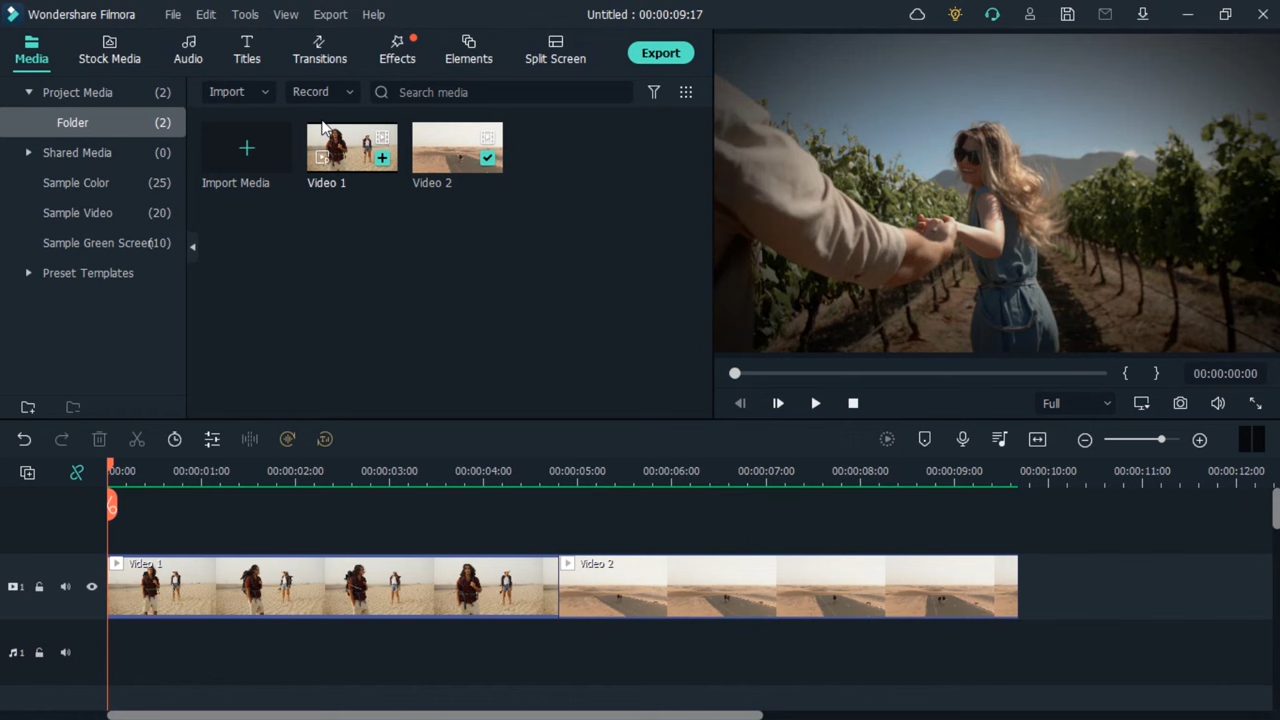 Wondershare Filmora File Edit Tools View Export Help Untitled : 00:00:09:17
Media Stock Media Audio Titles Transitions Effects Elements Split Screen Export
Project Media (2) Import Record Search media
Folder (2)
Shared Media (0)
Sample Color (25) Import Media Video 1 Video 2
Sample Video (20)
Sample Green Screen (10)
Preset Templates
{ } 00:00:00:00
Full
00:00 00:00:01:00 00:00:02:00 00:00:03:00 00:00:04:00 00:00:05:00 00:00:06:00 00:00:07:00 00:00:08:00 00:00:09:00 00:00:10:00 00:00:11:00 00:00:12:00
Video 1 Video 2
1
1